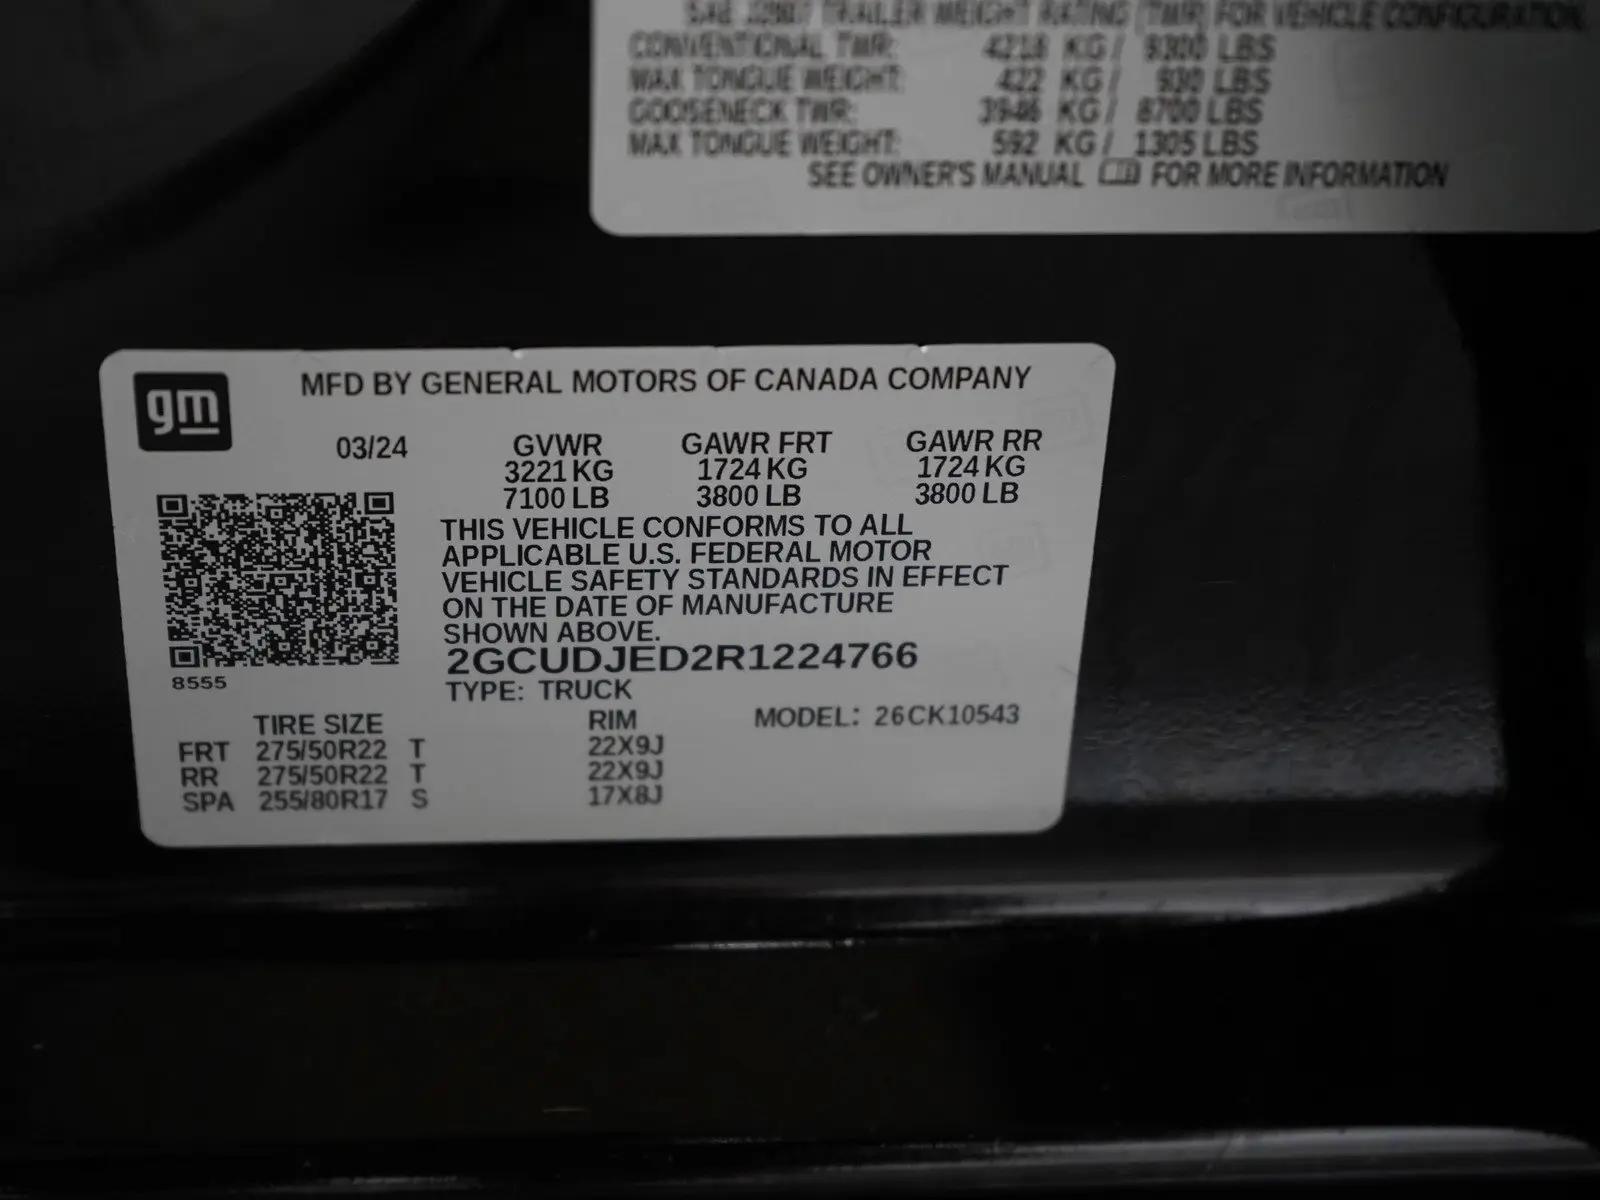 SAE J2807 TRAILER WEIGHT RATING (TWR) FOR VEHICLE CONFIGURATION.
CONVENTIONAL TWR: 4218 KG / 9300 LBS
MAX TONGUE WEIGHT: 422 KG / 930 LBS
GOOSENECK TWR: 3946 KG / 8700 LBS
MAX TONGUE WEIGHT: 592 KG / 1305 LBS
SEE OWNER'S MANUAL FOR MORE INFORMATION
gm
MFD BY GENERAL MOTORS OF CANADA COMPANY
03/24 GVWR GAWR FRT GAWR RR
3221 KG 1724 KG 1724 KG
7100 LB 3800 LB 3800 LB
THIS VEHICLE CONFORMS TO ALL
APPLICABLE U.S. FEDERAL MOTOR
VEHICLE SAFETY STANDARDS IN EFFECT
ON THE DATE OF MANUFACTURE
SHOWN ABOVE.
2GCUDJED2R1224766
8555
TYPE: TRUCK
TIRE SIZE RIM MODEL: 26CK10543
FRT 275/50R22 T 22X9J
RR 275/50R22 T 22X9J
SPA 255/80R17 S 17X8J